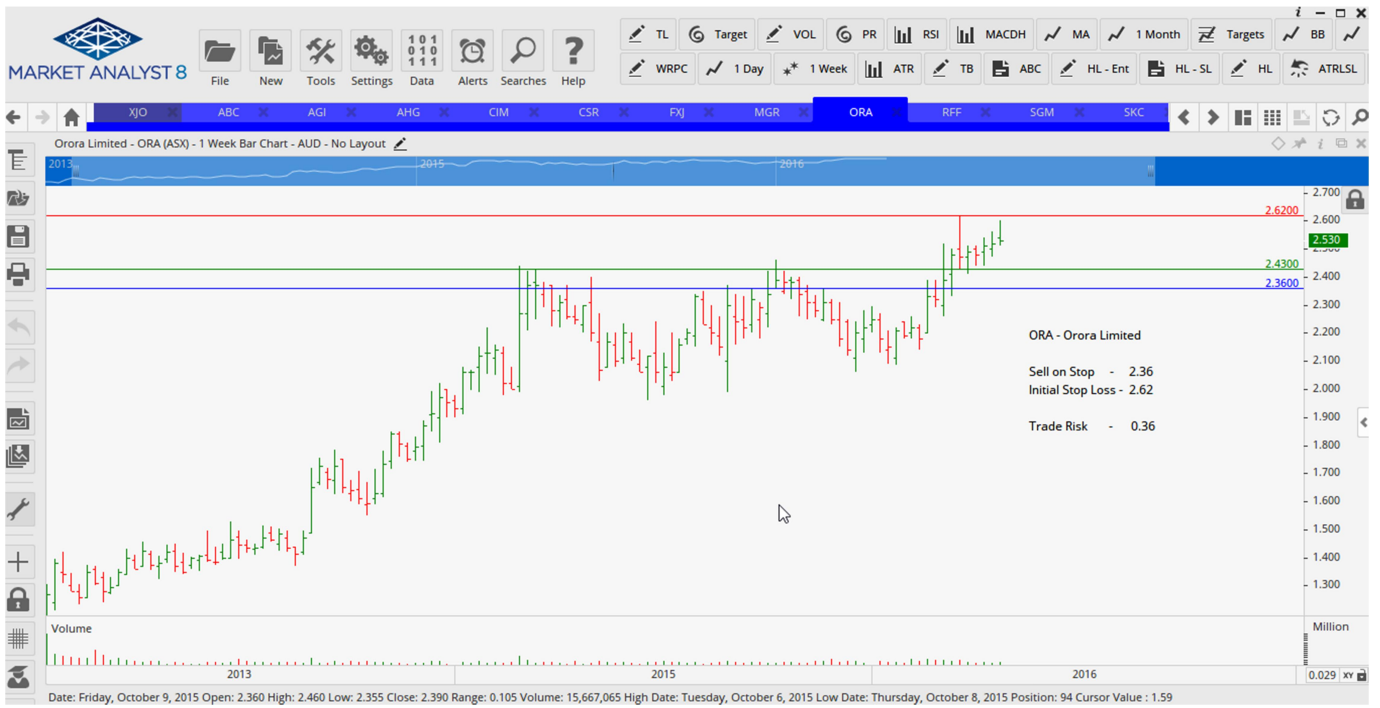 TL Target VOL PR RSI MACDH MA 1 Month Targets BB
MARKET ANALYST 8
File New Tools Settings Data Alerts Searches Help
WRPC 1 Day 1 Week ATR TB ABC HL - Ent HL - SL HL ATRLSL
XJO ABC AGI AHG CIM CSR FXJ MGR ORA RFF SGM SKC
Orora Limited - ORA (ASX) - 1 Week Bar Chart - AUD - No Layout
2013 2015 2016
2.700
2.6200
2.600
2.530
2.500
2.4300
2.400
2.3600
2.300
2.200
2.100
2.000
1.900
1.800
1.700
1.600
1.500
1.400
1.300
ORA - Orora Limited
Sell on Stop - 2.36
Initial Stop Loss - 2.62
Trade Risk - 0.36
Volume
Million
2013 2015 2016
0.029 XY
Date: Friday, October 9, 2015 Open: 2.360 High: 2.460 Low: 2.355 Close: 2.390 Range: 0.105 Volume: 15,667,065 High Date: Tuesday, October 6, 2015 Low Date: Thursday, October 8, 2015 Position: 94 Cursor Value : 1.59